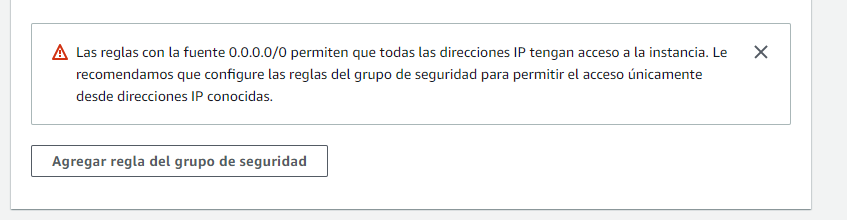 Las reglas con la fuente 0.0.0.0/0 permiten que todas las direcciones IP tengan acceso a la instancia. Le
recomendamos que configure las reglas del grupo de seguridad para permitir el acceso únicamente
desde direcciones IP conocidas.
Agregar regla del grupo de seguridad